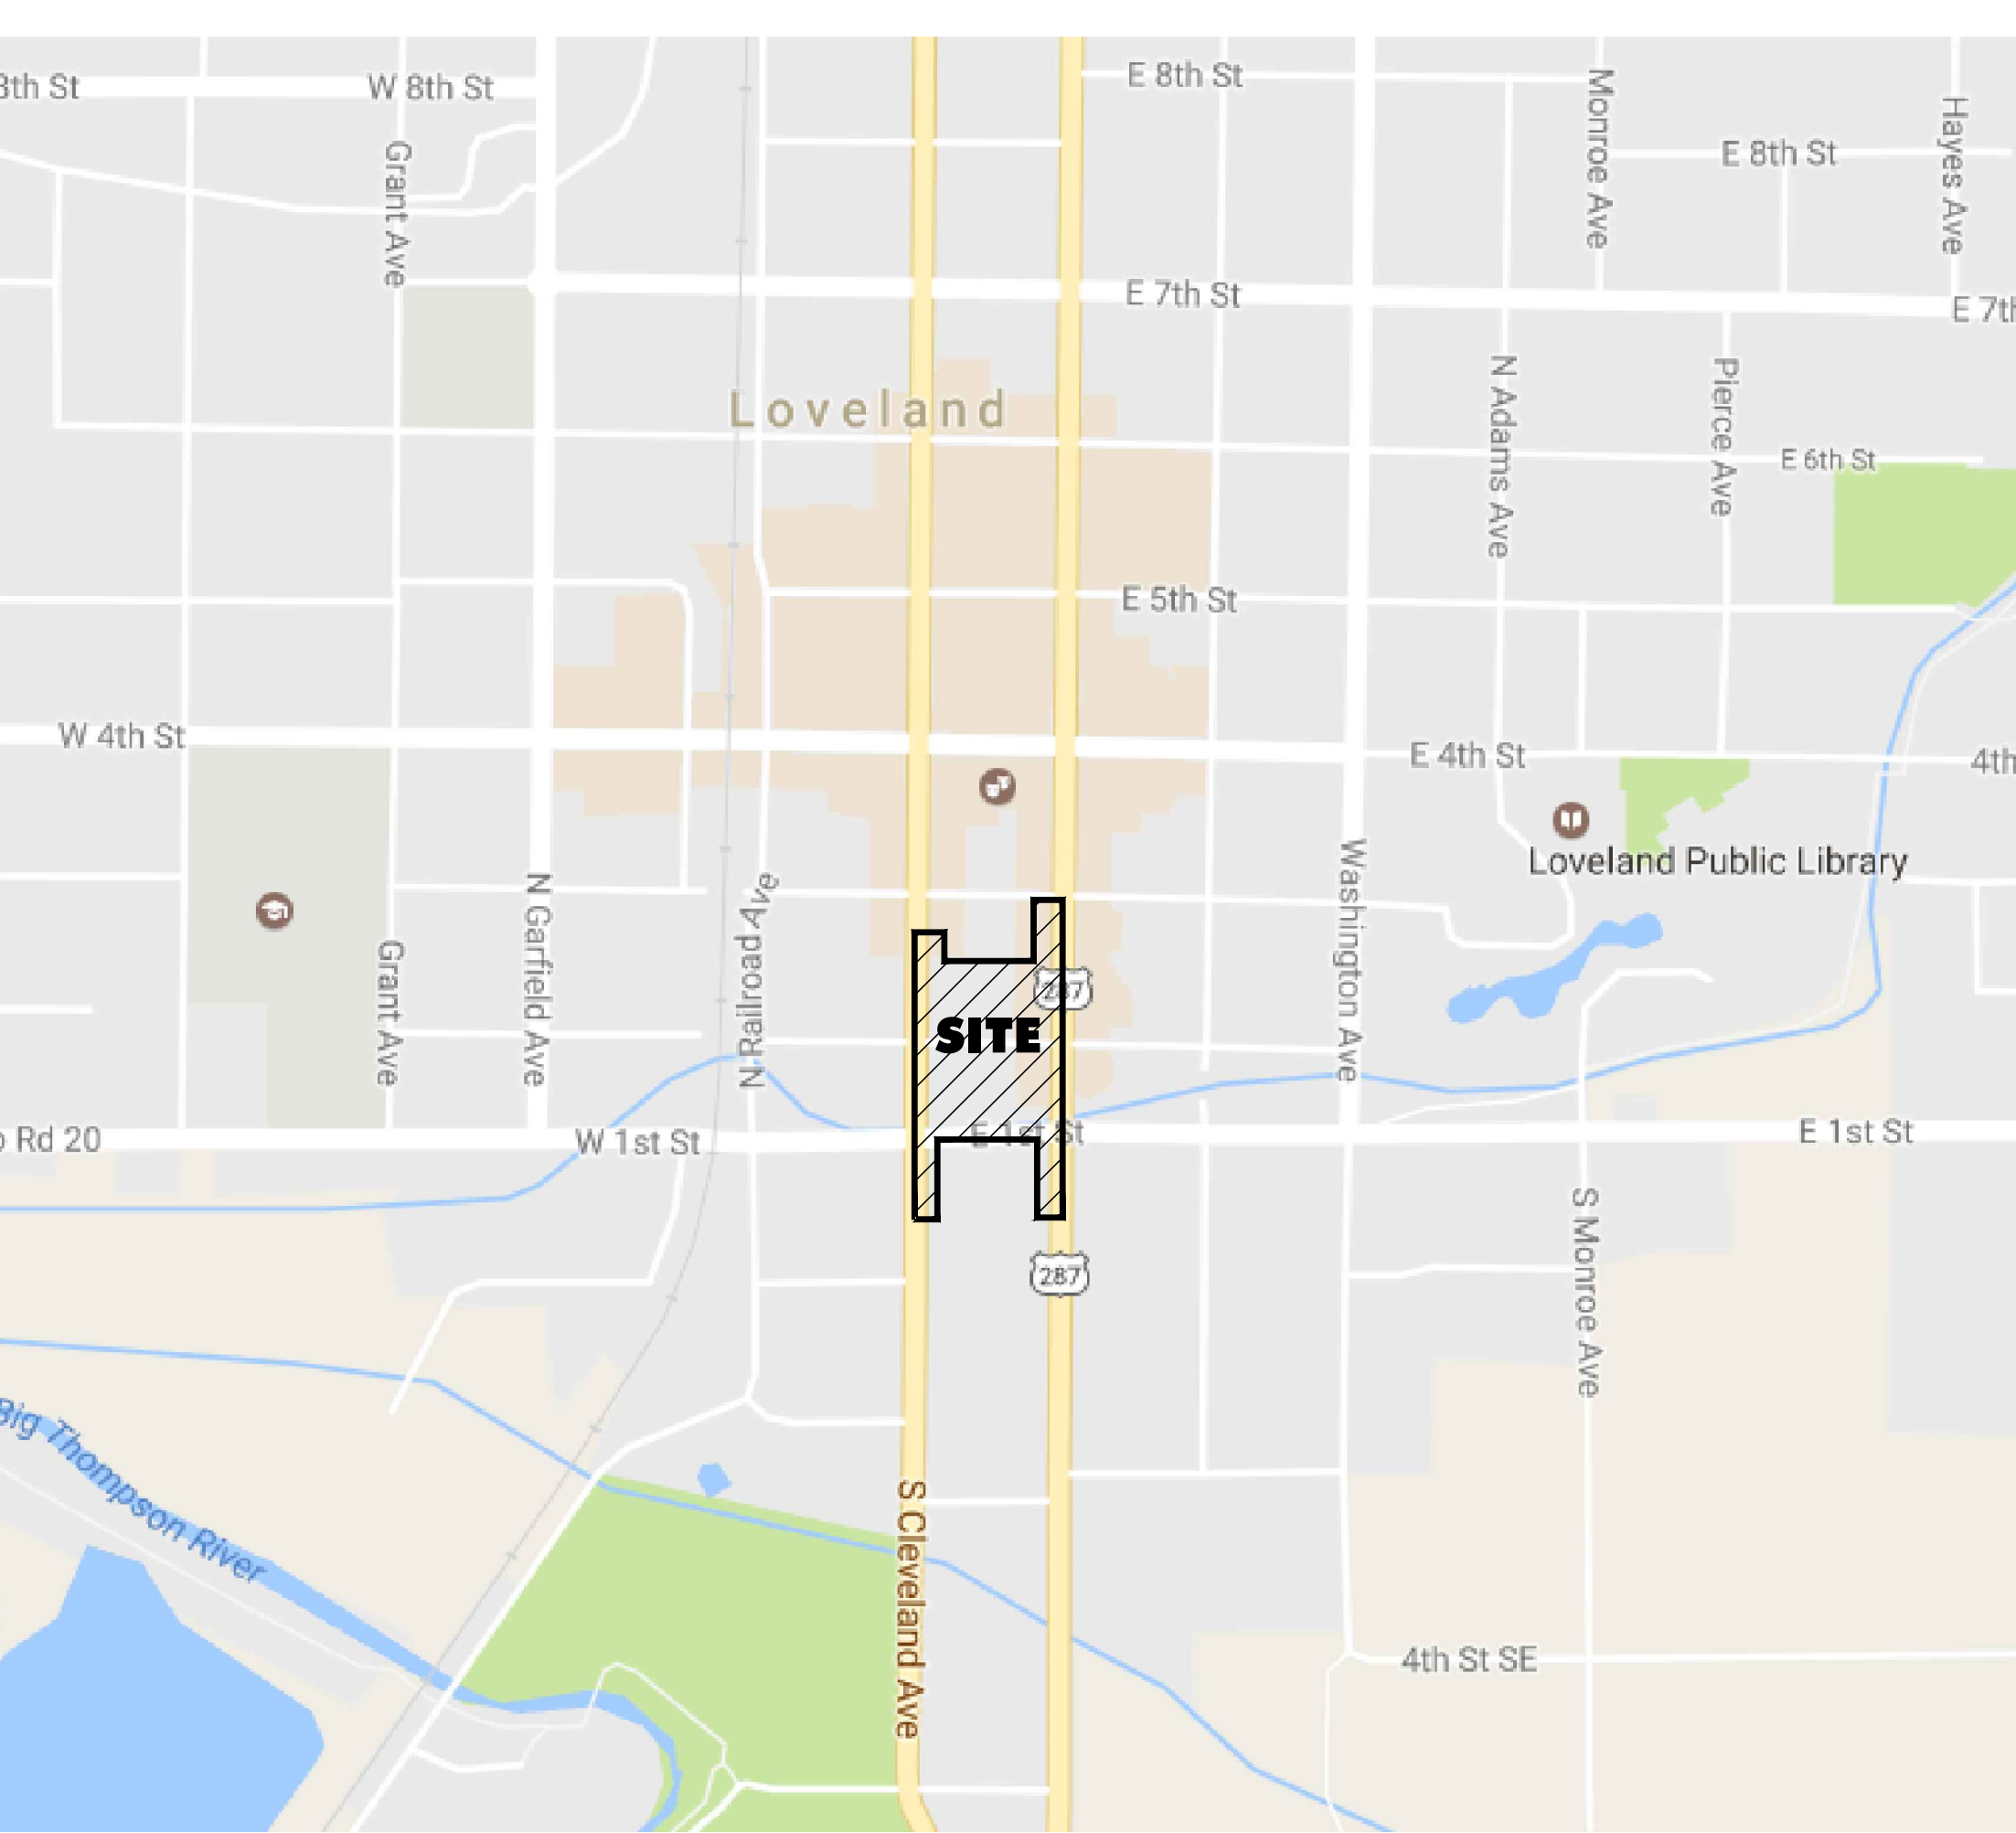 8th St
W 8th St
E 8th St
Monroe Ave
Hayes Ave
E 8th St
Grant Ave
E 7th St
E 7th
Loveland
N Adams Ave
Pierce Ave
E 6th St
E 5th St
W 4th St
E 4th St
4th
Loveland Public Library
Washington Ave
N Garfield Ave
N Railroad Ave
Grant Ave
287
SITE
Rd 20
W 1st St
E 1st St
E 1st St
S Monroe Ave
287
Big Thompson River
S Cleveland Ave
4th St SE